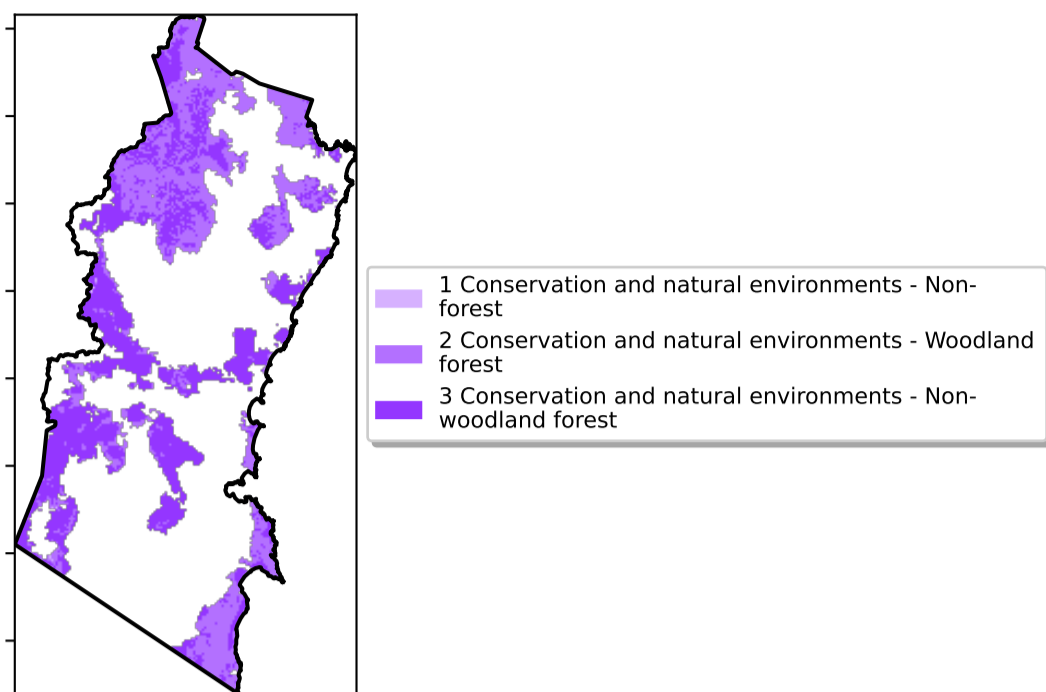 1 Conservation and natural environments - Non-
forest
2 Conservation and natural environments - Woodland
forest
3 Conservation and natural environments - Non-
woodland forest